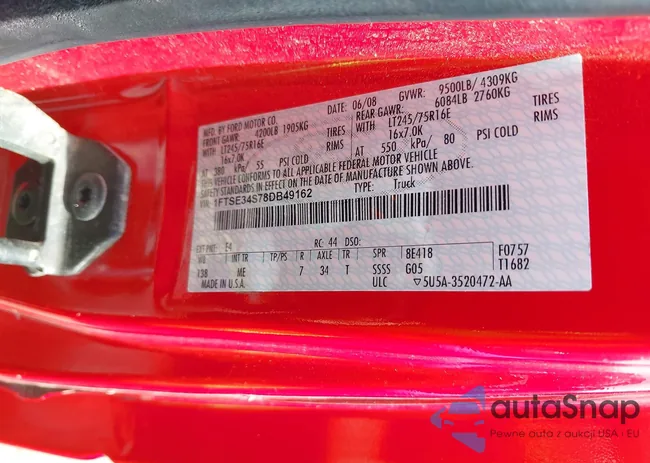 MFD. BY FORD MOTOR CO.
DATE: 06/08 GVWR: 9500LB/ 4309KG
FRONT GAWR: 4200LB 1905KG
REAR GAWR: 6084LB 2760KG
WITH LT245/75R16E TIRES
WITH LT245/75R16E TIRES
16x7.0K RIMS
16x7.0K RIMS
AT 380 kPa/ 55 PSI COLD
AT 550 kPa/ 80 PSI COLD
THIS VEHICLE CONFORMS TO ALL APPLICABLE FEDERAL MOTOR VEHICLE
SAFETY STANDARDS IN EFFECT ON THE DATE OF MANUFACTURE SHOWN ABOVE.
VIN: 1FTSE34S78DB49162
TYPE: Truck
EXT PNT: E4 RC: 44 DSO:
WB INT TR TP/PS R AXLE TR SPR 8E418 F0757
138 ME 7 34 T SSSS G05 T1682
MADE IN U.S.A. ULC ▽5U5A-3520472-AA
autaSnap
Pewne auta z aukcji USA i EU